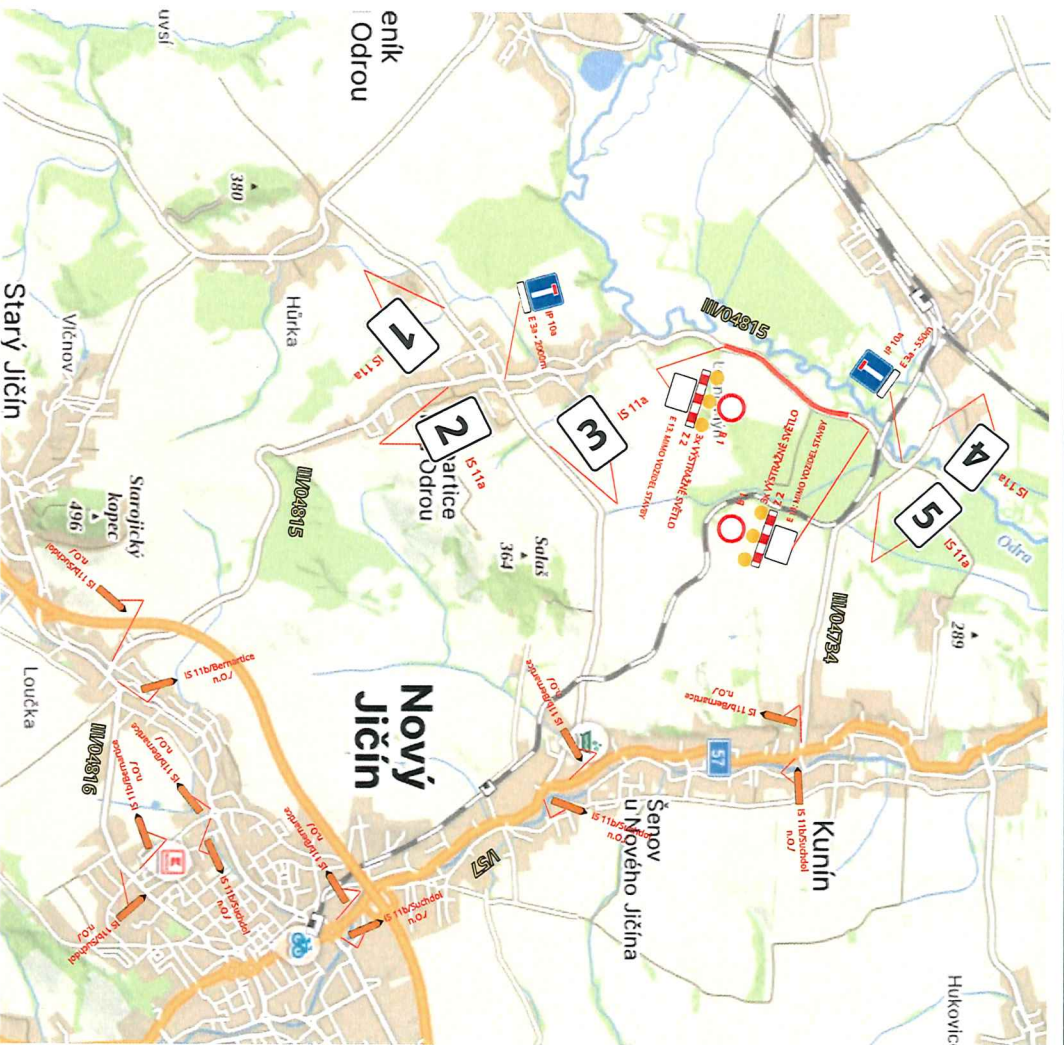 eník
Odrou
uvsí
380
Hůrka
Vlčnov
Starý Jičín
1
IS 11a
IP 10a
E 3a - 2900m
2
IS 11a
artice
Odrou
3
IS 11a
III/04815
IP 10a
E 3a - 550m
4
IS 11a
5
IS 11a
Odra
289
Z 2
3x VÝSTRAŽNÉ SVĚTLO
E 13, MIMO VOZIDEL STAVBY
3x VÝSTRAŽNÉ SVĚTLO
Z 2
E 13, MIMO VOZIDEL STAVBY
III/04815
Salaš
364
III/04734
Starojický
kopec
496
IS 11b/Suchdol
n.O.J
IS 11b/Bernartice
n.O.J
Loučka
III/04816
IS 11b/Bernartice
n.O.J
IS 11b/Bernartice
n.O.J
IS 11b/Suchdol
n.O.J
IS 11b/Suchdol
n.O.J
Nový
Jičín
IS 11b/Bernartice
n.O.J
IS 11b/Suchdol
n.O.J
I/57
IS 11b/Bernartice
n.O.J
IS 11b/Suchdol
n.O.J
57
IS 11b/Bernartice
n.O.J
IS 11b/Suchdol
n.O.J
Kunín
Šenov
u Nového Jičína
Hukovic